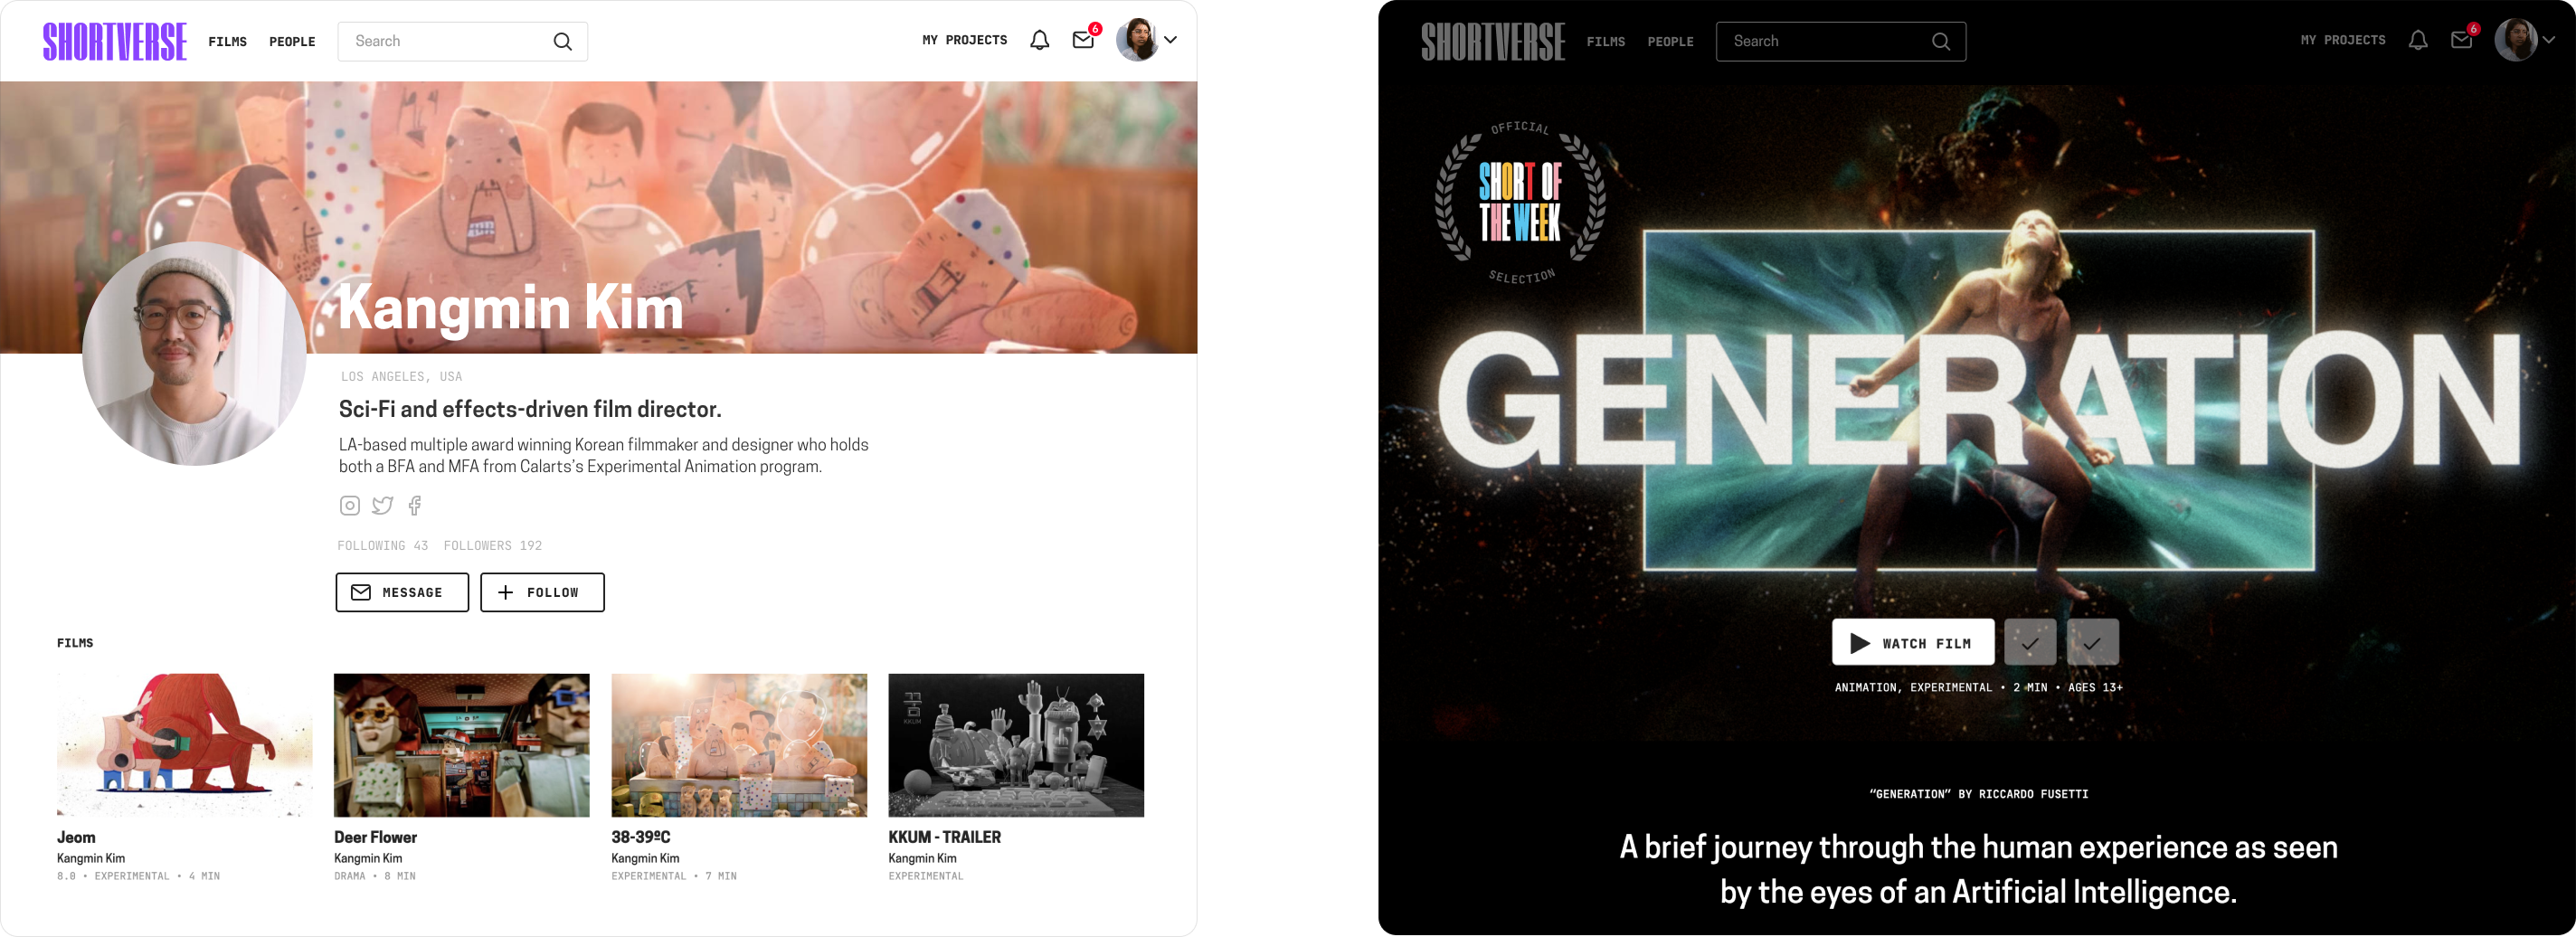 SHORTVERSE
FILMS
PEOPLE
Search
MY PROJECTS
6
Kangmin Kim
LOS ANGELES, USA
Sci-Fi and effects-driven film director.
LA-based multiple award winning Korean filmmaker and designer who holds
both a BFA and MFA from Calarts’s Experimental Animation program.
FOLLOWING 43 FOLLOWERS 192
MESSAGE
FOLLOW
FILMS
꿈
KKUM
Jeom
Kangmin Kim
8.0 • EXPERIMENTAL • 4 MIN
Deer Flower
Kangmin Kim
DRAMA • 8 MIN
38-39ºC
Kangmin Kim
EXPERIMENTAL • 7 MIN
KKUM - TRAILER
Kangmin Kim
EXPERIMENTAL
SHORTVERSE
FILMS
PEOPLE
Search
MY PROJECTS
6
OFFICIAL
SHORT OF
THE WEEK
SELECTION
GENERATION
WATCH FILM
ANIMATION, EXPERIMENTAL • 2 MIN • AGES 13+
“GENERATION” BY RICCARDO FUSETTI
A brief journey through the human experience as seen
by the eyes of an Artificial Intelligence.